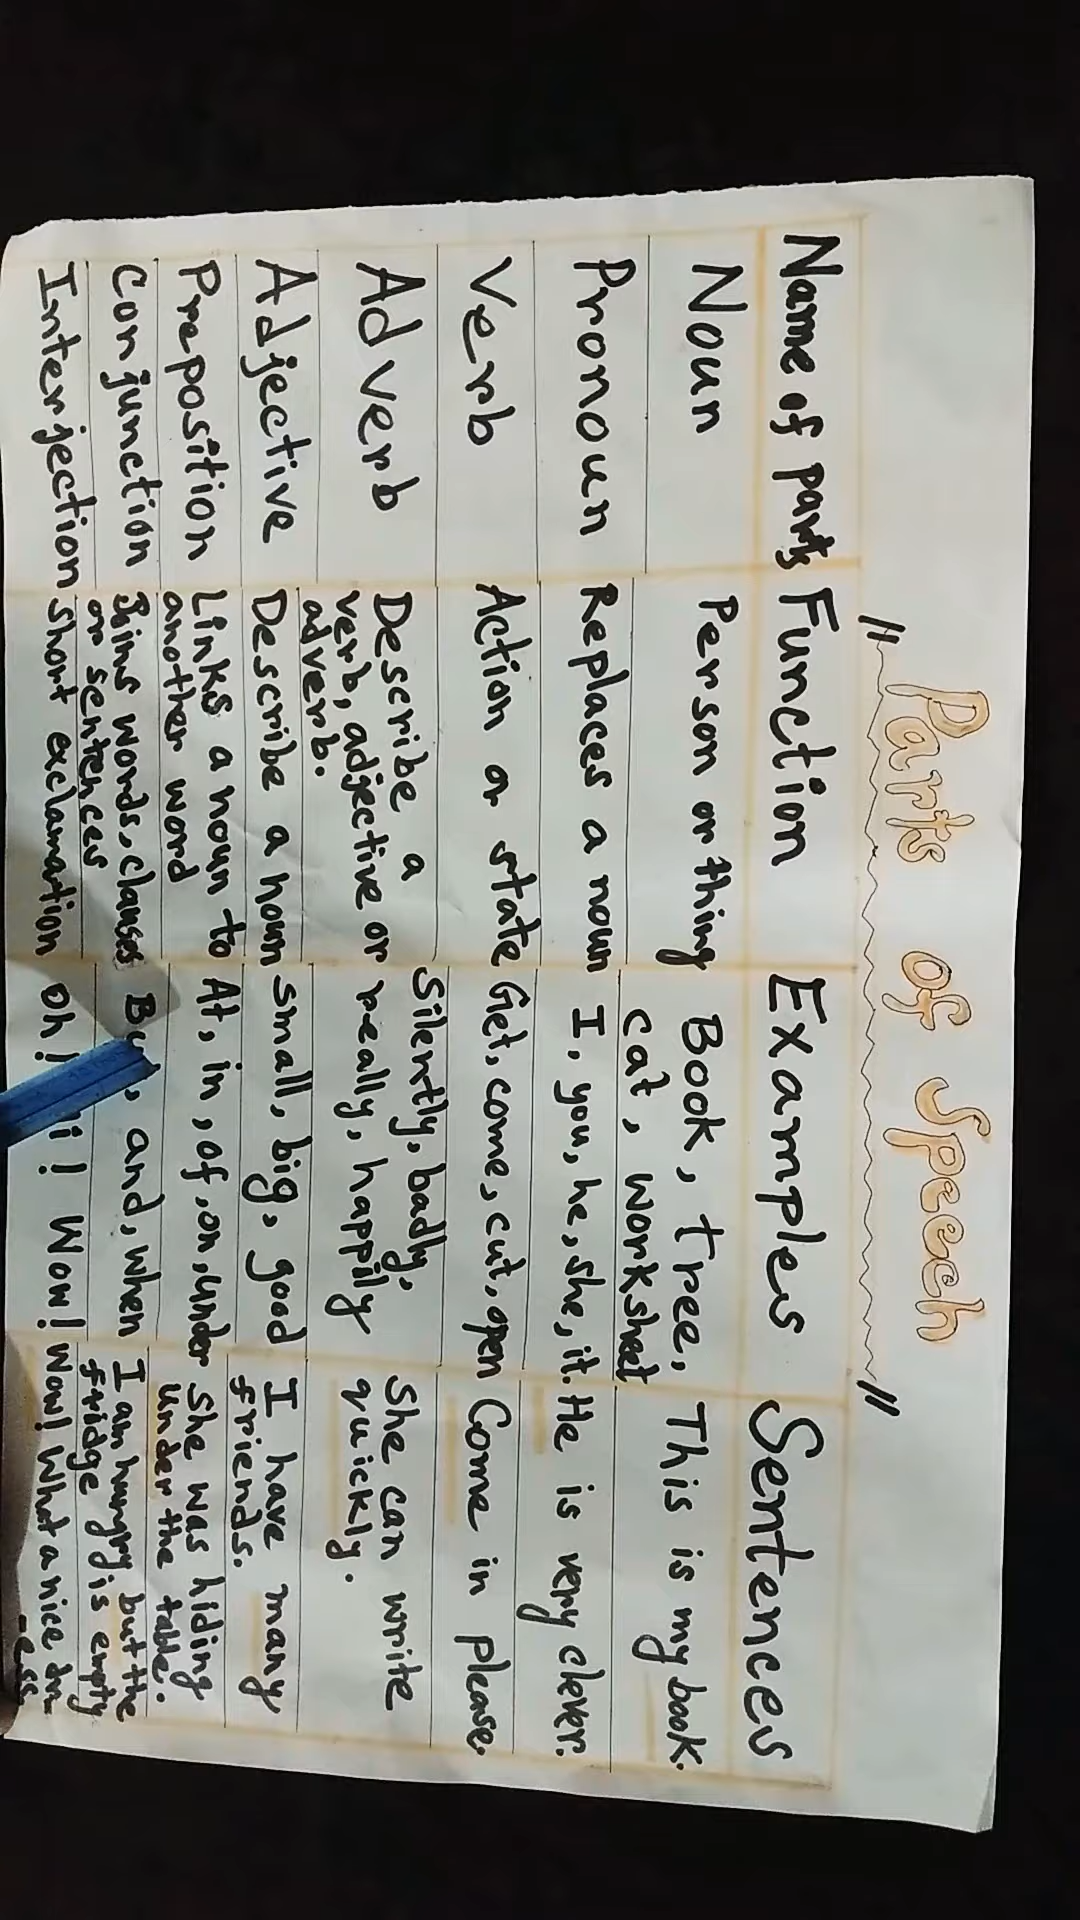 "Parts of Speech"
Name of parts Function Examples Sentences
Noun Person or thing Book, tree, This is my book.
cat, worksheet
Pronoun Replaces a noun I, you, he, she, it. He is very clever.
Verb Action or state Get, come, cut, open Come in please.
Adverb Describe a Silently, badly, She can write
verb, adjective or really, happily quickly.
adverb.
Adjective Describe a noun small, big, good I have many
friends.
Preposition Links a noun to At, in, of, on, under She was hiding
another word under the table.
Conjunction Joins words, clauses and, when I am hungry but the
or sentences fridge is empty
Interjection short exclamation oh! Wow! Wow! What a nice dr-
-ess